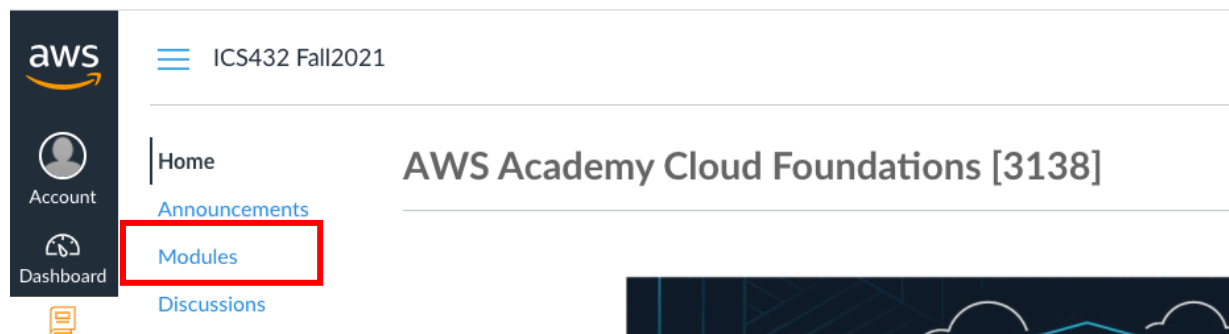 aws
ICS432 Fall2021
Account
Dashboard
Home
Announcements
Modules
Discussions
AWS Academy Cloud Foundations [3138]